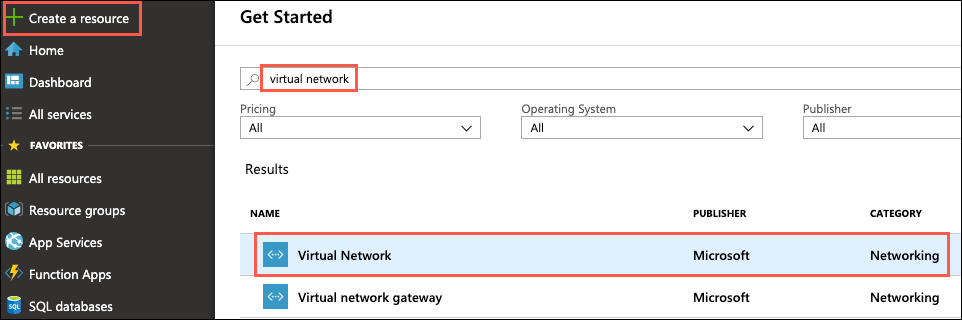 Create a resource
Home
Dashboard
All services
FAVORITES
All resources
Resource groups
App Services
Function Apps
SQL databases
Get Started
virtual network
Pricing Operating System Publisher
All All All
Results
NAME PUBLISHER CATEGORY
Virtual Network Microsoft Networking
Virtual network gateway Microsoft Networking